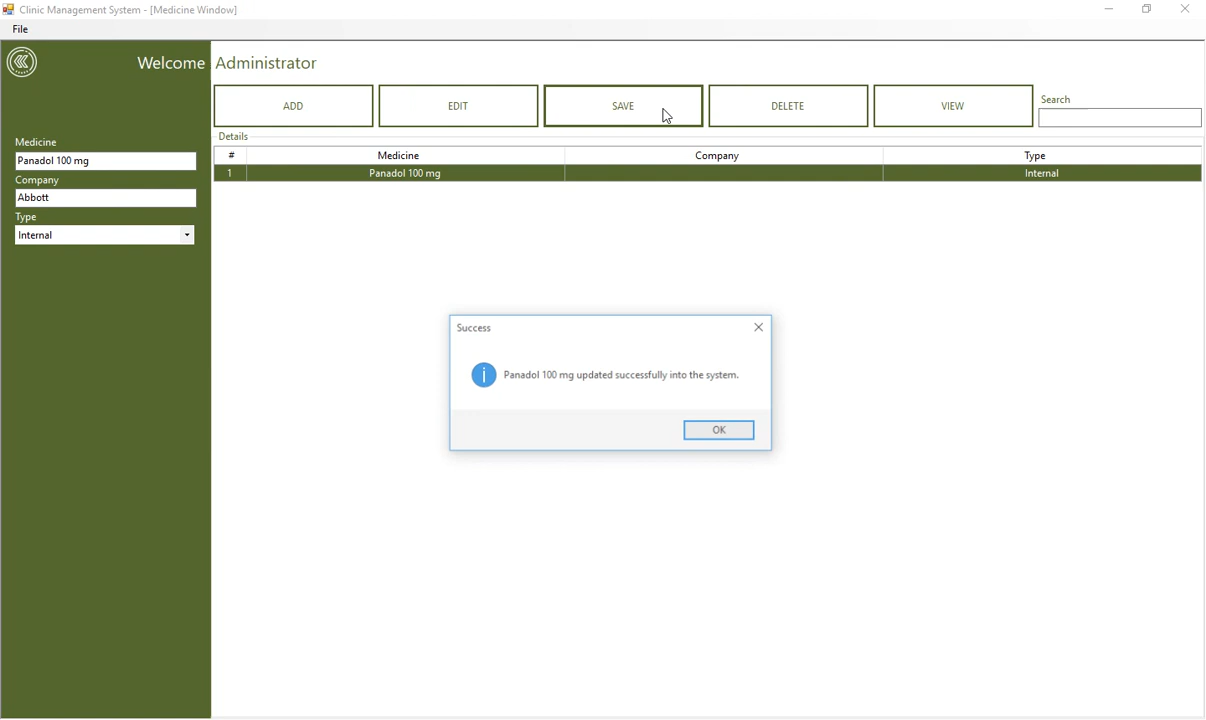 Clinic Management System - [Medicine Window]
File
Welcome Administrator
ADD EDIT SAVE DELETE VIEW
Search
Medicine
Panadol 100 mg
Company
Abbott
Type
Internal
Details
# Medicine Company Type
1 Panadol 100 mg Internal
Success
Panadol 100 mg updated successfully into the system.
OK